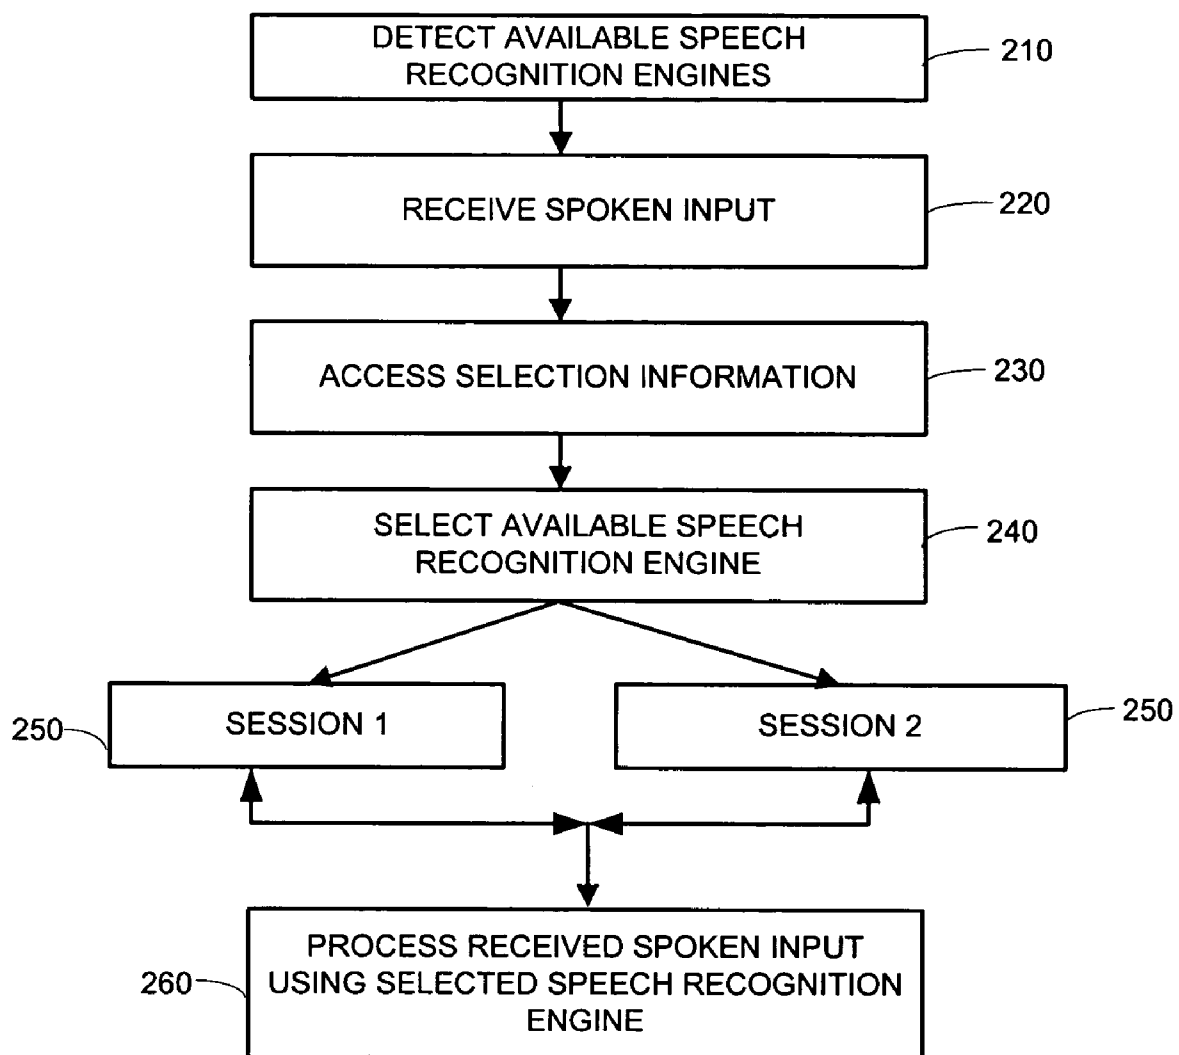 DETECT AVAILABLE SPEECH
RECOGNITION ENGINES
210
RECEIVE SPOKEN INPUT
220
ACCESS SELECTION INFORMATION
230
SELECT AVAILABLE SPEECH
RECOGNITION ENGINE
240
250
SESSION 1
SESSION 2
250
260
PROCESS RECEIVED SPOKEN INPUT
USING SELECTED SPEECH RECOGNITION
ENGINE